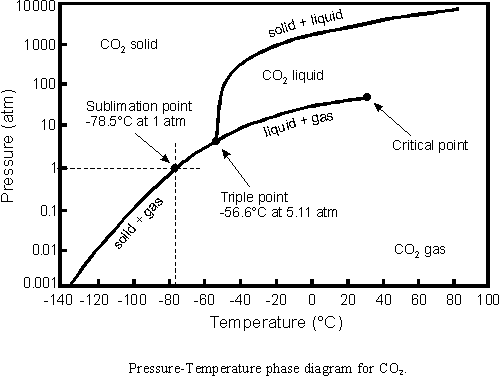 10000
1000
100
10
1
0.1
0.01
0.001
Pressure (atm)
CO₂ solid
solid + liquid
CO₂ liquid
Sublimation point
-78.5°C at 1 atm
liquid + gas
Critical point
Triple point
-56.6°C at 5.11 atm
solid + gas
CO₂ gas
-140 -120 -100 -80 -60 -40 -20 0 20 40 60 80 100
Temperature (°C)
Pressure-Temperature phase diagram for CO₂.